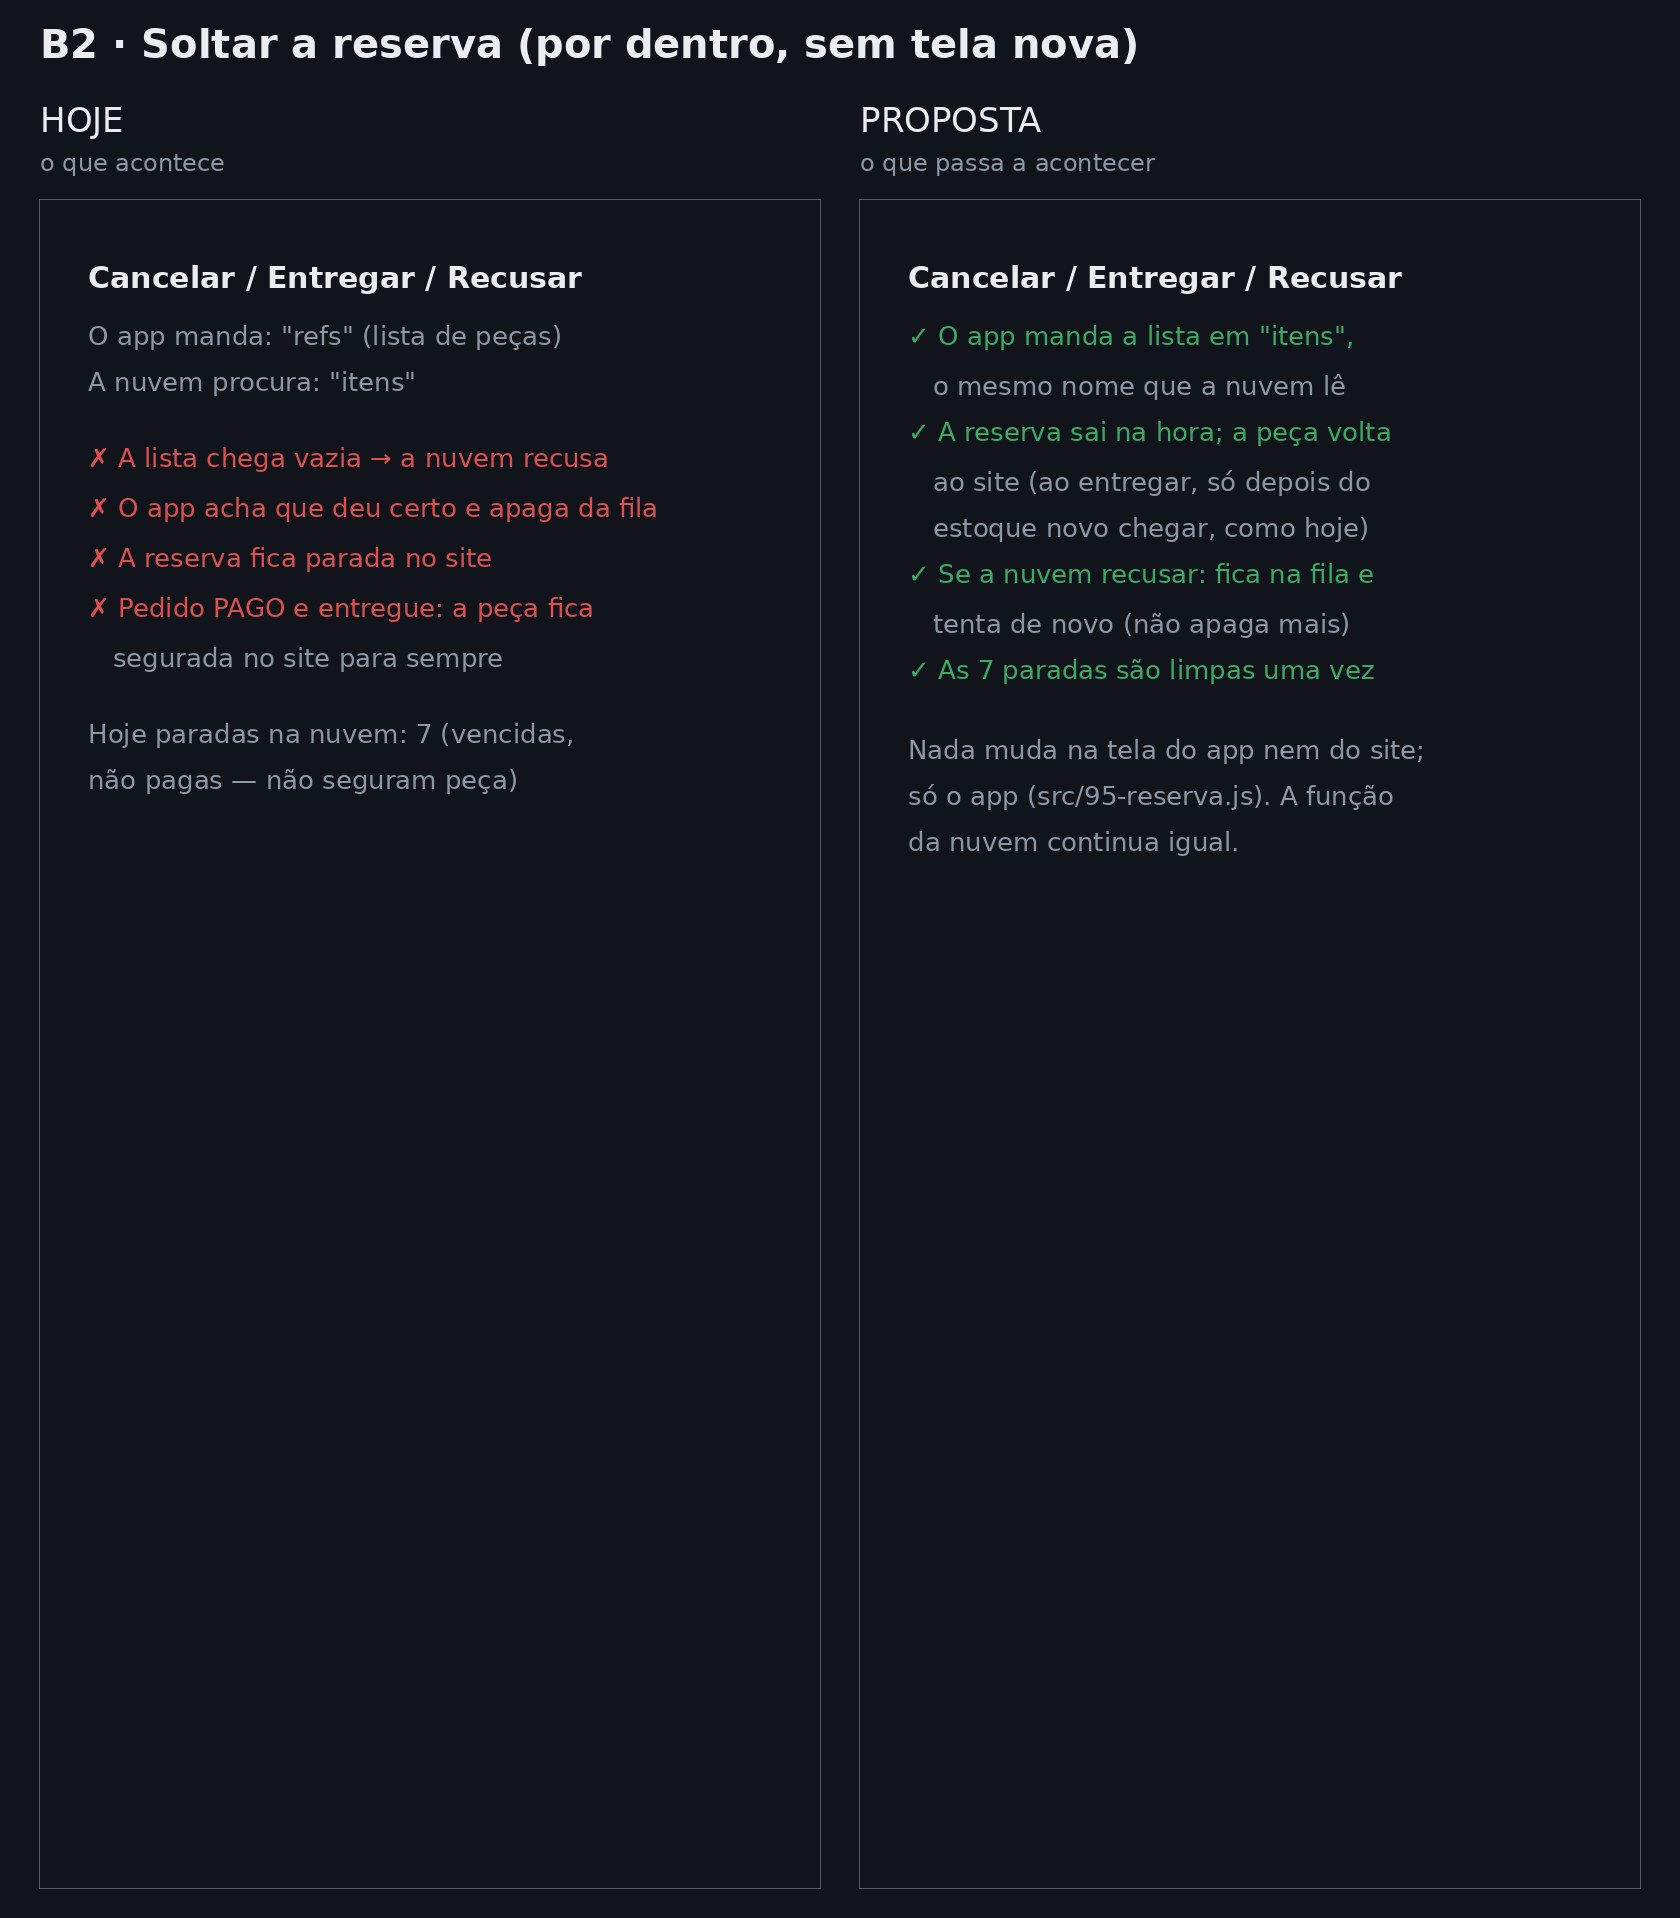 B2 · Soltar a reserva (por dentro, sem tela nova)
HOJE
o que acontece
Cancelar / Entregar / Recusar
O app manda: "refs" (lista de peças)
A nuvem procura: "itens"
✗ A lista chega vazia → a nuvem recusa
✗ O app acha que deu certo e apaga da fila
✗ A reserva fica parada no site
✗ Pedido PAGO e entregue: a peça fica
segurada no site para sempre
Hoje paradas na nuvem: 7 (vencidas,
não pagas — não seguram peça)
PROPOSTA
o que passa a acontecer
Cancelar / Entregar / Recusar
✓ O app manda a lista em "itens",
o mesmo nome que a nuvem lê
✓ A reserva sai na hora; a peça volta
ao site (ao entregar, só depois do
estoque novo chegar, como hoje)
✓ Se a nuvem recusar: fica na fila e
tenta de novo (não apaga mais)
✓ As 7 paradas são limpas uma vez
Nada muda na tela do app nem do site;
só o app (src/95-reserva.js). A função
da nuvem continua igual.